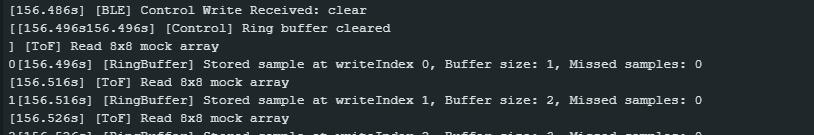 [156.486s] [BLE] Control Write Received: clear
[[156.496s156.496s] [Control] Ring buffer cleared
] [ToF] Read 8x8 mock array
0[156.496s] [RingBuffer] Stored sample at writeIndex 0, Buffer size: 1, Missed samples: 0
[156.516s] [ToF] Read 8x8 mock array
1[156.516s] [RingBuffer] Stored sample at writeIndex 1, Buffer size: 2, Missed samples: 0
[156.526s] [ToF] Read 8x8 mock array